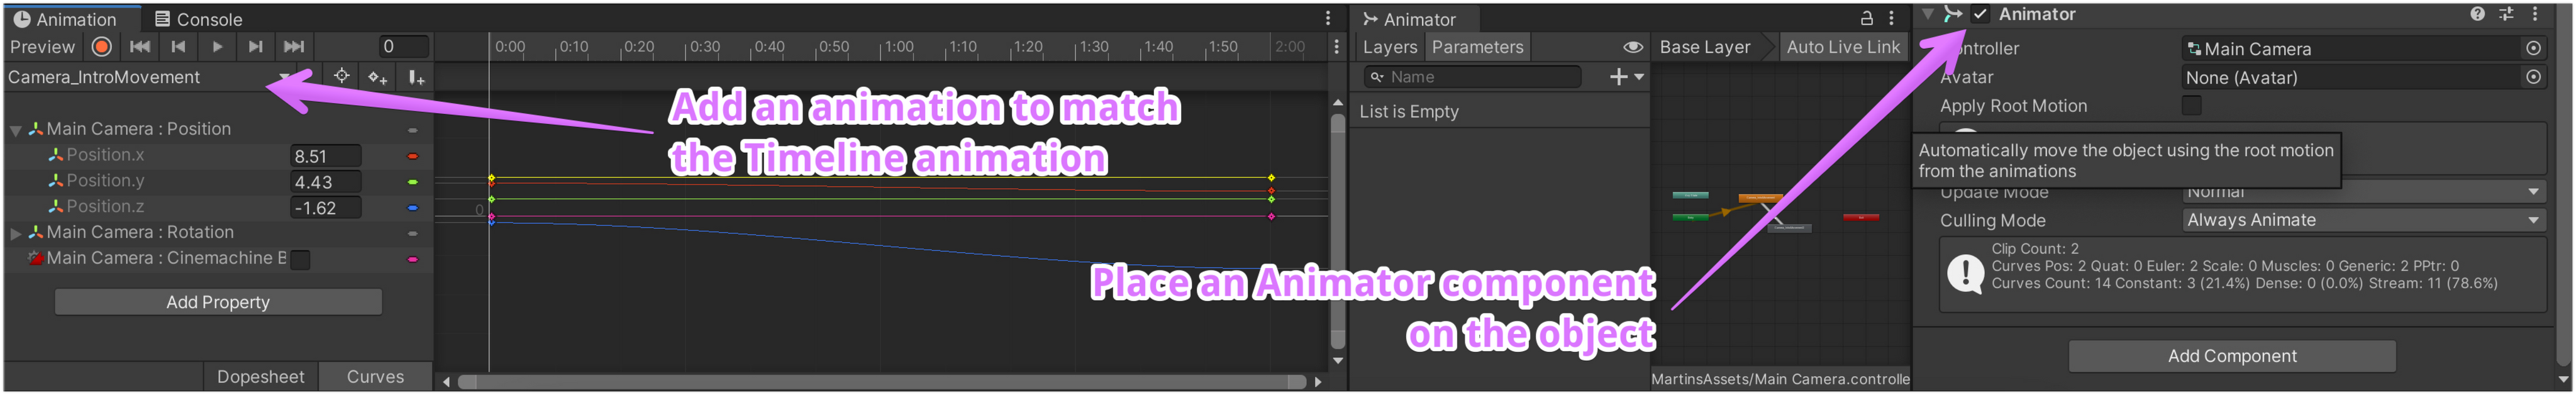 Animation
Console
Preview
0
0:00 0:10 0:20 0:30 0:40 0:50 1:00 1:10 1:20 1:30 1:40 1:50 2:00
Camera_IntroMovement
Main Camera : Position
Position.x 8.51
Position.y 4.43
Position.z -1.62
Main Camera : Rotation
Main Camera : Cinemachine B
Add Property
Dopesheet
Curves
0
Add an animation to match
the Timeline animation
Animator
Layers Parameters
Base Layer
Auto Live Link
Name
List is Empty
Place an Animator component
on the object
MartinsAssets/Main Camera.controlle
Animator
ontroller Main Camera
Avatar None (Avatar)
Apply Root Motion
Automatically move the object using the root motion
from the animations
Update Mode Normal
Culling Mode Always Animate
Clip Count: 2
Curves Pos: 2 Quat: 0 Euler: 2 Scale: 0 Muscles: 0 Generic: 2 PPtr: 0
Curves Count: 14 Constant: 3 (21.4%) Dense: 0 (0.0%) Stream: 11 (78.6%)
Add Component